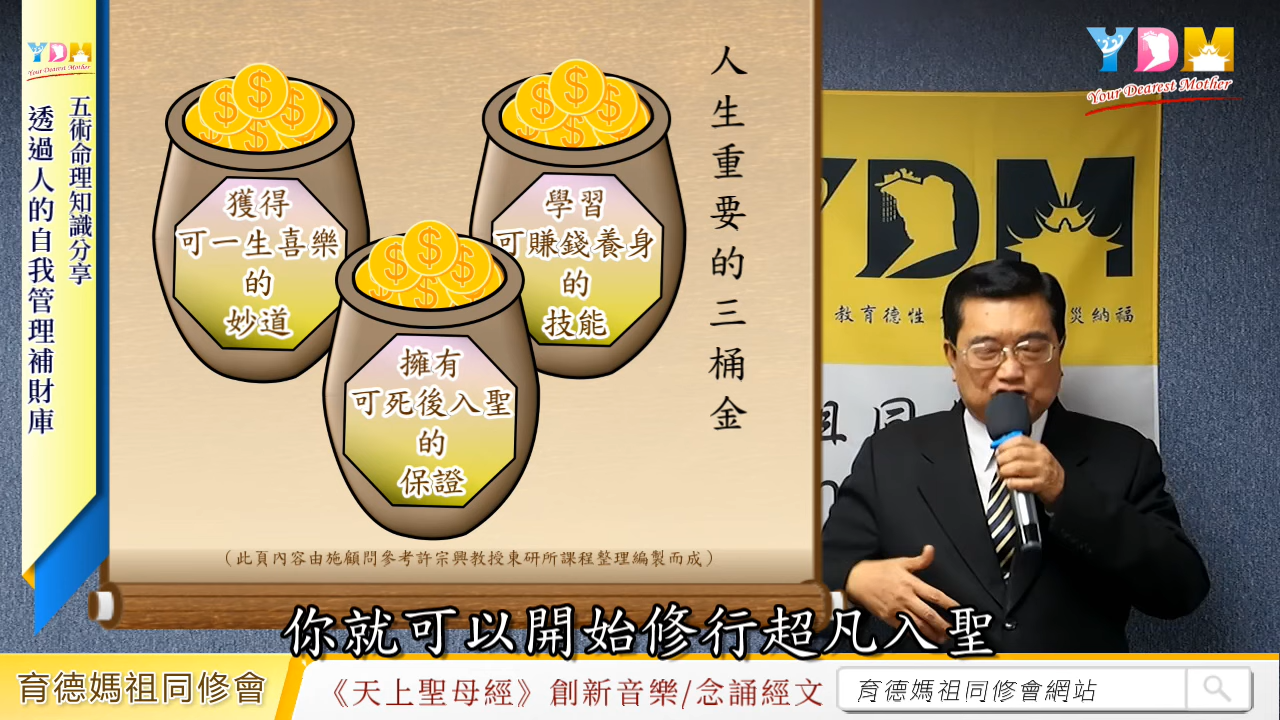 YDM
Your Dearest Mother
五術命理知識分享
透過人的自我管理補財庫
人生重要的三桶金
獲得
可一生喜樂
的
妙道
學習
可賺錢養身
的
技能
擁有
可死後入聖
的
保證
(此頁內容由施顧問參考許宗興教授東研所課程整理編製而成)
YDM
Your Dearest Mother
YDM
教育德性
災納福
祖同
你就可以開始修行超凡入聖
育德媽祖同修會
《天上聖母經》創新音樂/念誦經文
育德媽祖同修會網站